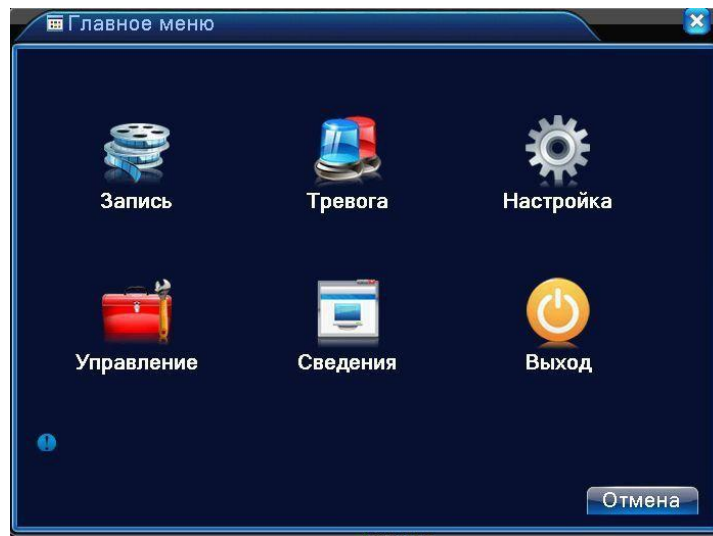 Главное меню
Запись
Тревога
Настройка
Управление
Сведения
Выход
Отмена